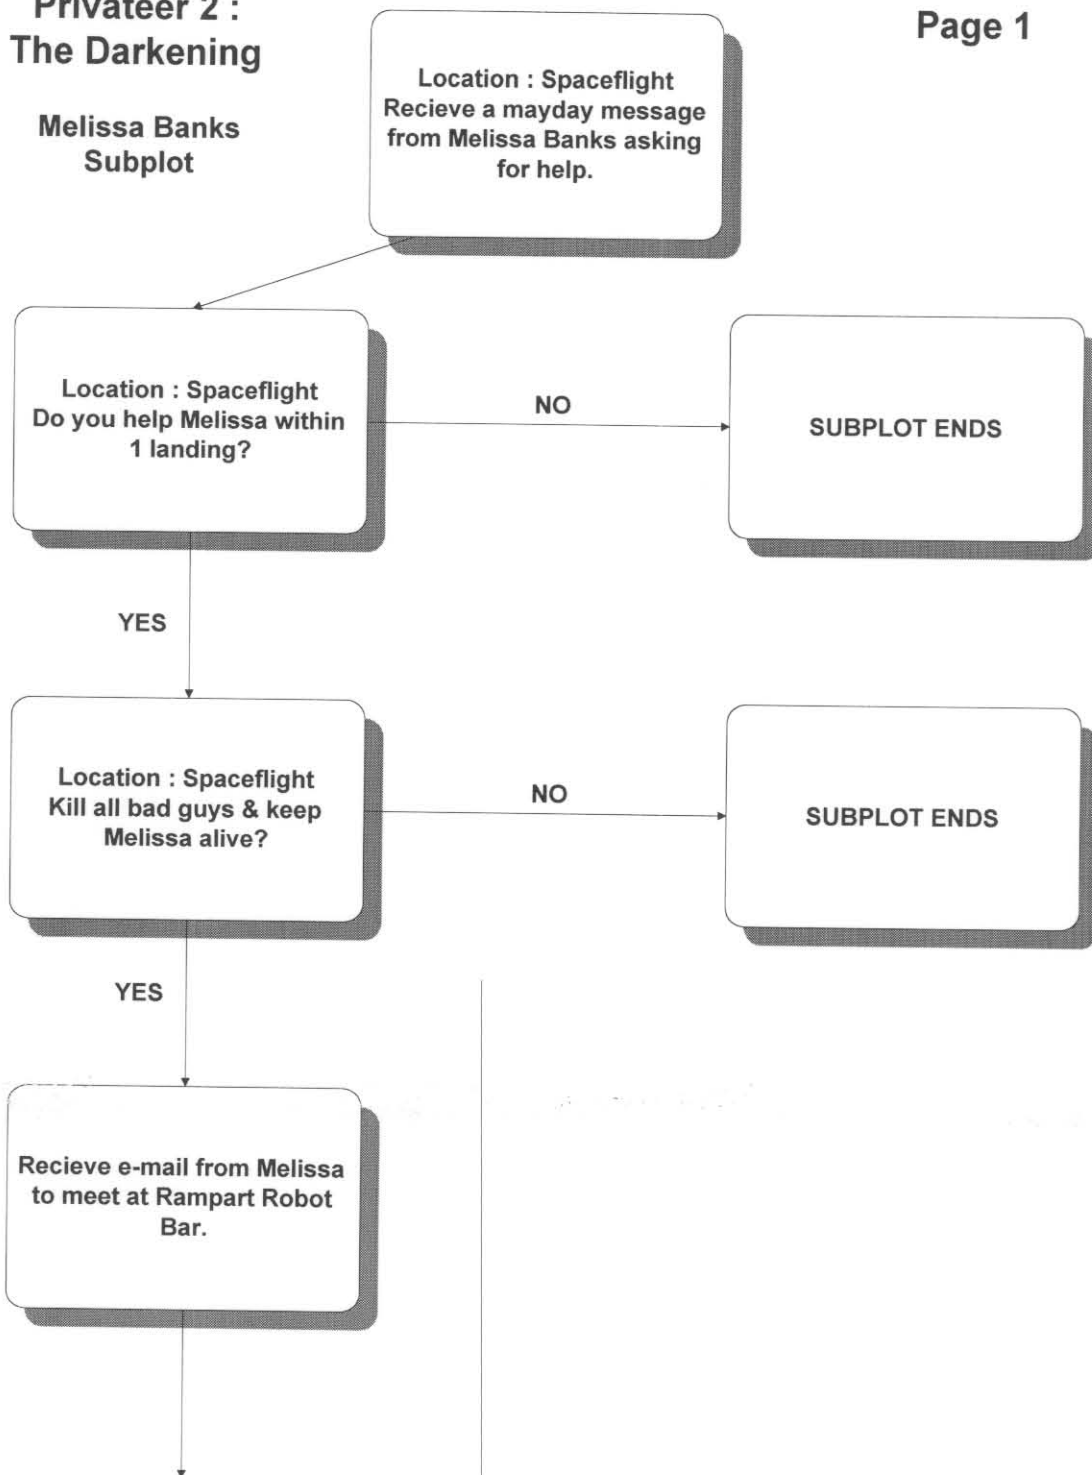 Privateer 2 :
The Darkening
Page 1
Melissa Banks
Subplot
Location : Spaceflight
Recieve a mayday message
from Melissa Banks asking
for help.
Location : Spaceflight
Do you help Melissa within
1 landing?
NO
SUBPLOT ENDS
YES
Location : Spaceflight
Kill all bad guys & keep
Melissa alive?
NO
SUBPLOT ENDS
YES
Recieve e-mail from Melissa
to meet at Rampart Robot
Bar.